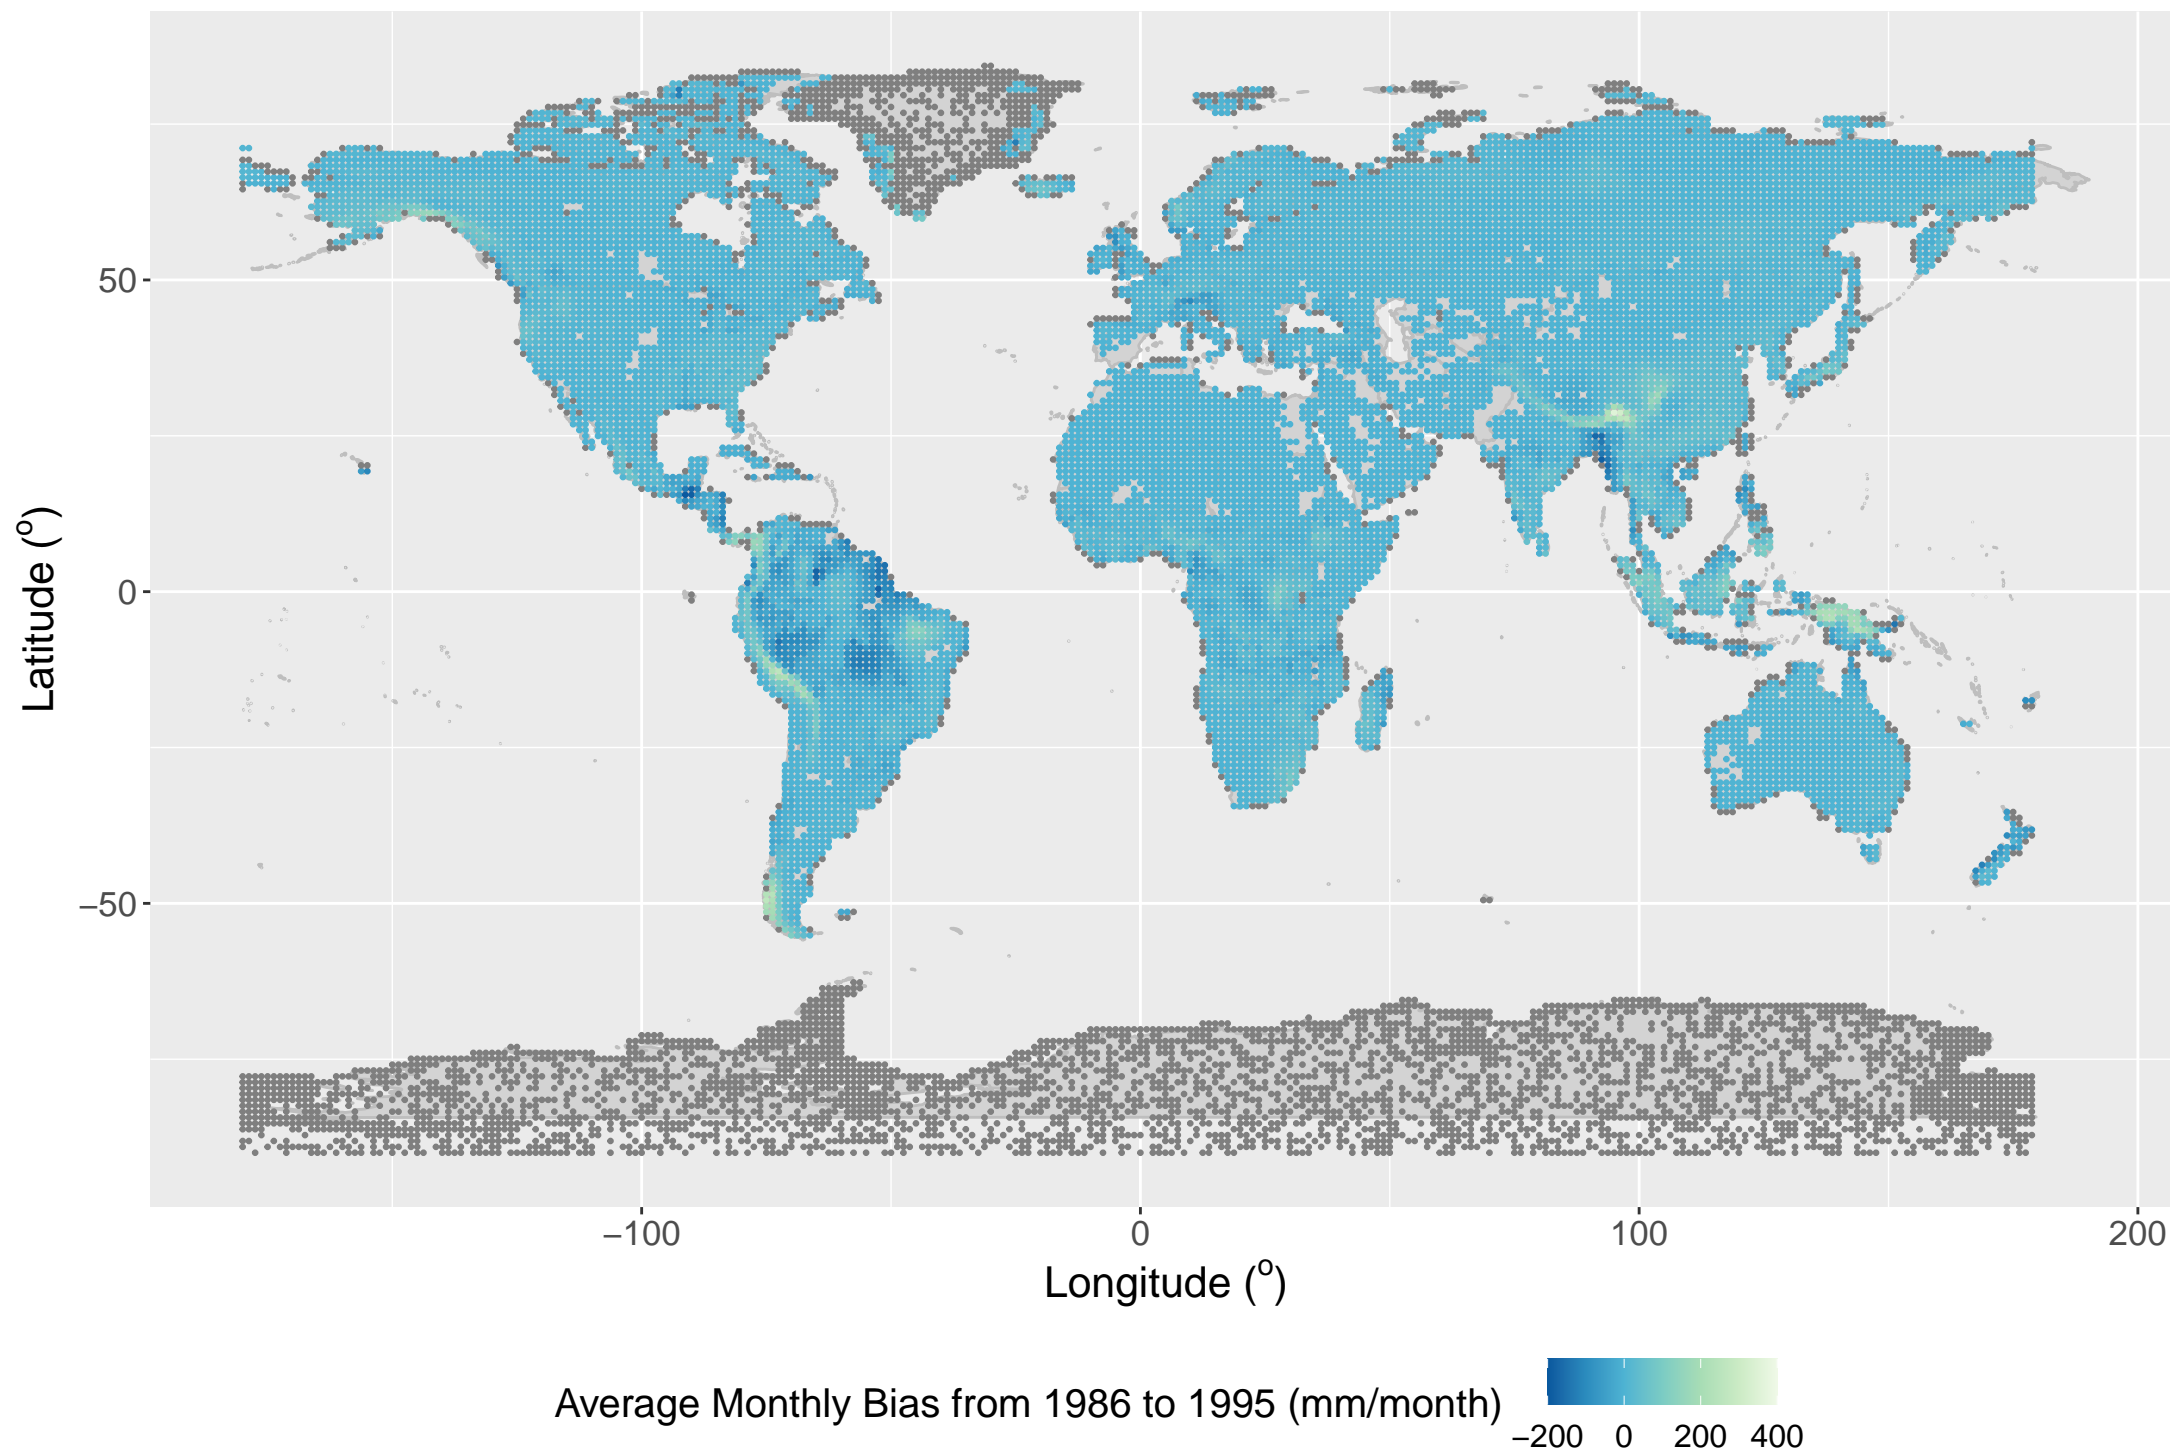 Latitude (°)
50
0
−50
−100
0
100
200
Longitude (°)
Average Monthly Bias from 1986 to 1995 (mm/month)
−200 0 200 400